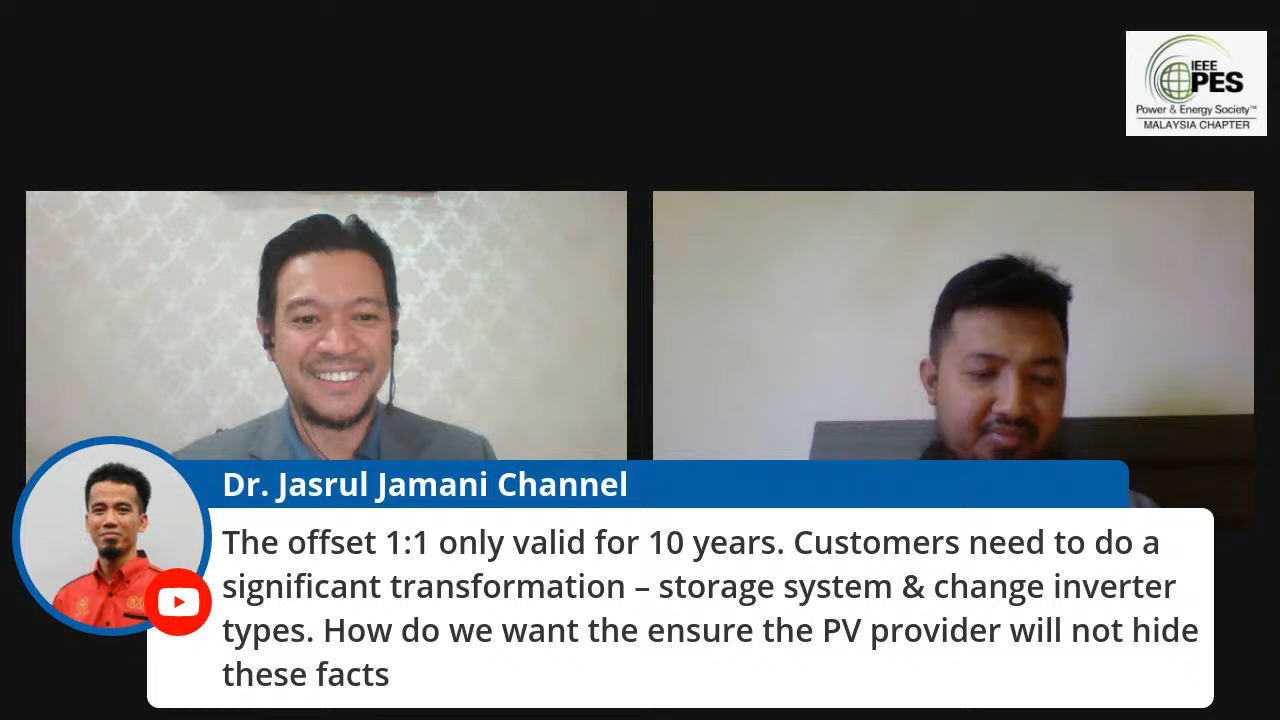 IEEE
PES
Power & Energy Society™
MALAYSIA CHAPTER
Dr. Jasrul Jamani Channel
The offset 1:1 only valid for 10 years. Customers need to do a
significant transformation – storage system & change inverter
types. How do we want the ensure the PV provider will not hide
these facts